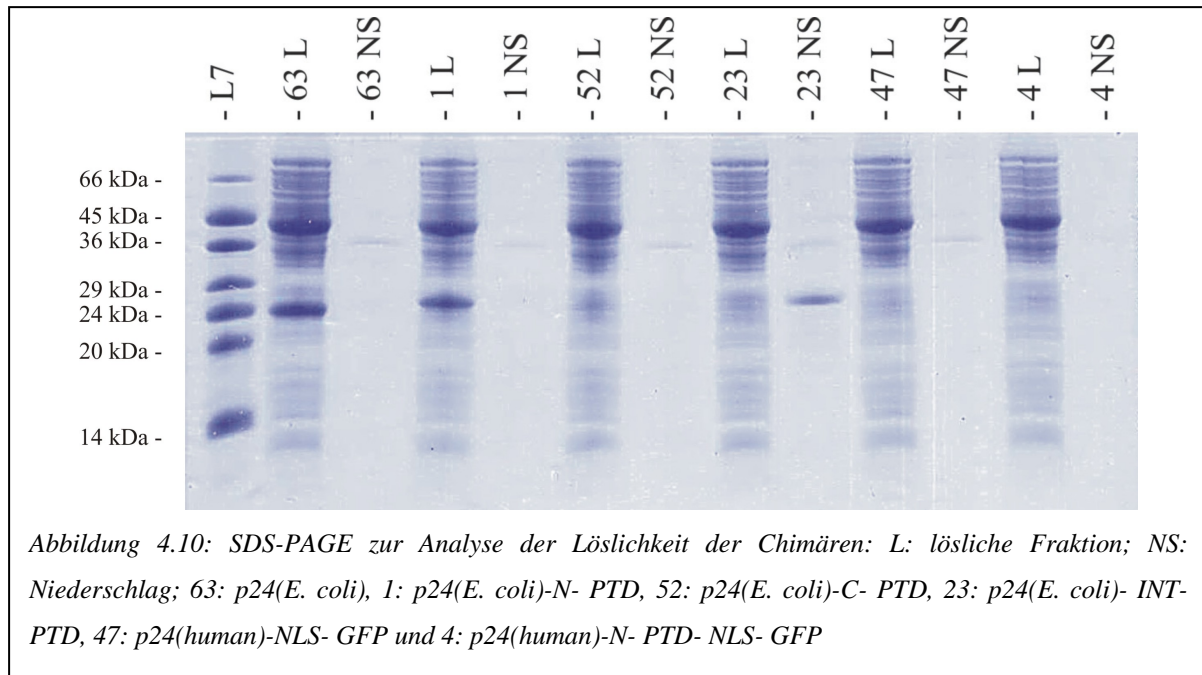 - L7
- 63 L
- 63 NS
- 1 L
- 1 NS
- 52 L
- 52 NS
- 23 L
- 23 NS
- 47 L
- 47 NS
- 4 L
- 4 NS
66 kDa -
45 kDa -
36 kDa -
29 kDa -
24 kDa -
20 kDa -
14 kDa -
Abbildung 4.10: SDS-PAGE zur Analyse der Löslichkeit der Chimären: L: lösliche Fraktion; NS:
Niederschlag; 63: p24(E. coli), 1: p24(E. coli)-N- PTD, 52: p24(E. coli)-C- PTD, 23: p24(E. coli)- INT-
PTD, 47: p24(human)-NLS- GFP und 4: p24(human)-N- PTD- NLS- GFP